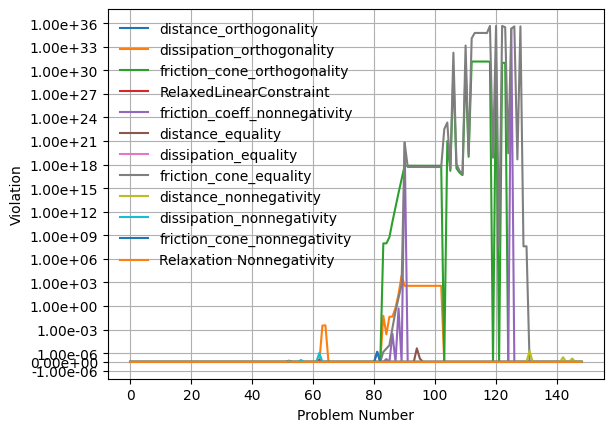 1.00e+36
1.00e+33
1.00e+30
1.00e+27
1.00e+24
1.00e+21
1.00e+18
1.00e+15
1.00e+12
1.00e+09
1.00e+06
1.00e+03
1.00e+00
1.00e-03
1.00e-06
0.00e+00
-1.00e-06
Violation
distance_orthogonality
dissipation_orthogonality
friction_cone_orthogonality
RelaxedLinearConstraint
friction_coeff_nonnegativity
distance_equality
dissipation_equality
friction_cone_equality
distance_nonnegativity
dissipation_nonnegativity
friction_cone_nonnegativity
Relaxation Nonnegativity
0 20 40 60 80 100 120 140
Problem Number